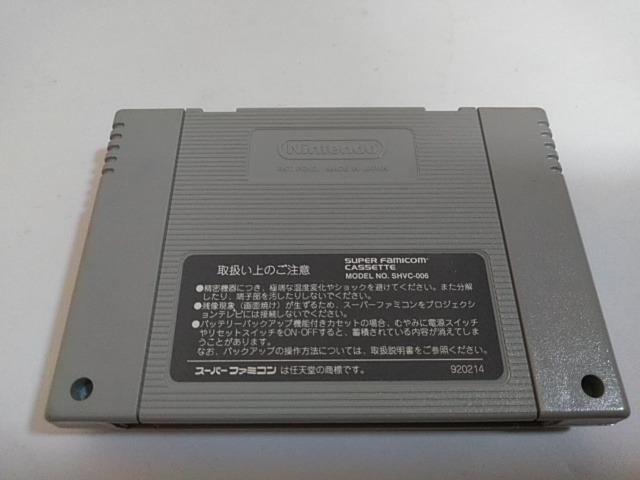 Nintendo
PAT. PEND. MADE IN JAPAN
取扱い上のご注意
SUPER FAMICOM
CASSETTE
MODEL NO. SHVC-006
●精密機器につき、極端な温度変化やショックを避けてください。また分解
したり、端子部を汚したりしないでください。
●残像現象（画面焼け）が生ずるため、スーパーファミコンをプロジェクシ
ョンテレビには接続しないでください。
●バッテリーバックアップ機能付きカセットの場合、むやみに電源スイッチ
やリセットスイッチをON・OFFすると、蓄積されている内容が消えてしま
うことがあります。
なお、バックアップの操作方法については、取扱説明書をご参照ください。
スーパーファミコン は任天堂の商標です。
920214